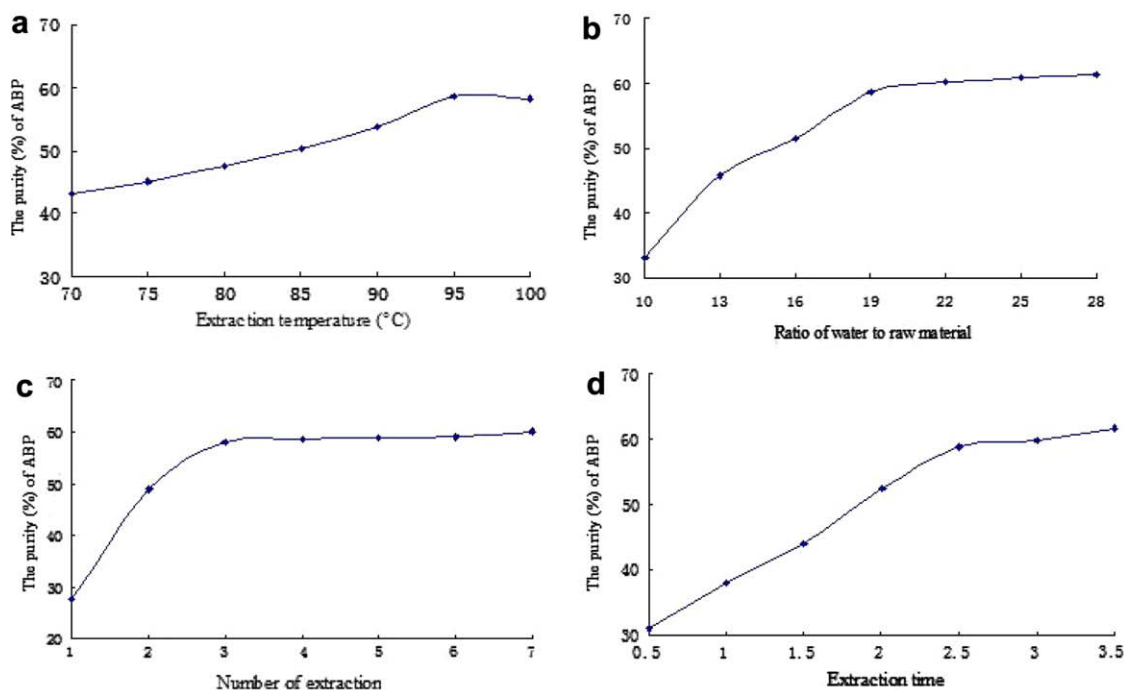 a
70
60
50
40
30
The purity (%) of ABP
70 75 80 85 90 95 100
Extraction temperature (°C)
b
70
60
50
40
30
The purity (%) of ABP
10 13 16 19 22 25 28
Ratio of water to raw material
c
70
60
50
40
30
20
The purity (%) of ABP
1 2 3 4 5 6 7
Number of extraction
d
70
60
50
40
30
The purity (%) of ABP
0.5 1 1.5 2 2.5 3 3.5
Extraction time